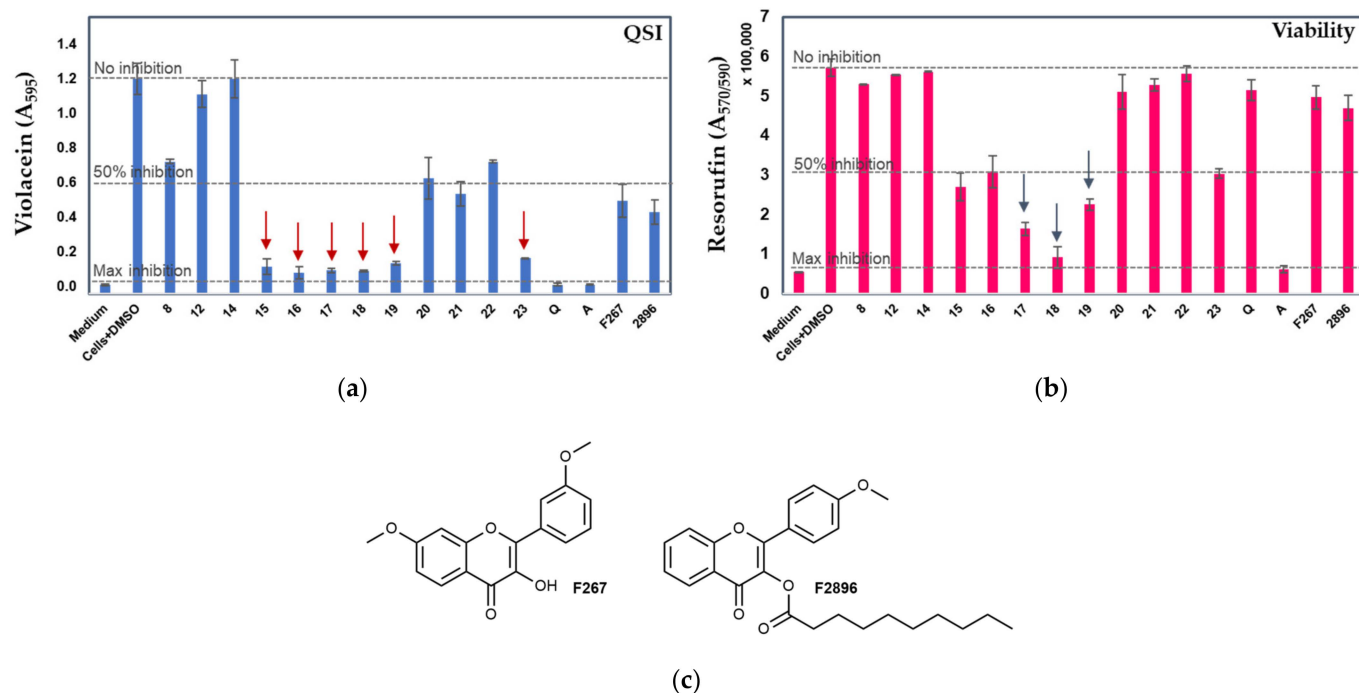 QSI
Violacein (A595)
1.4
1.2
1.0
0.8
0.6
0.4
0.2
0.0
No inhibition
50% inhibition
Max inhibition
Medium
Cells+DMSO
8
12
14
15
16
17
18
19
20
21
22
23
Q
A
F267
2896
(a)
Viability
Resorufin (A570/590)
x 100,000
7
6
5
4
3
2
1
0
No inhibition
50% inhibition
Max inhibition
Medium
Cells+DMSO
8
12
14
15
16
17
18
19
20
21
22
23
Q
A
F267
2896
(b)
O
O
O
O
OH
F267
O
O
O
O
O
F2896
(c)